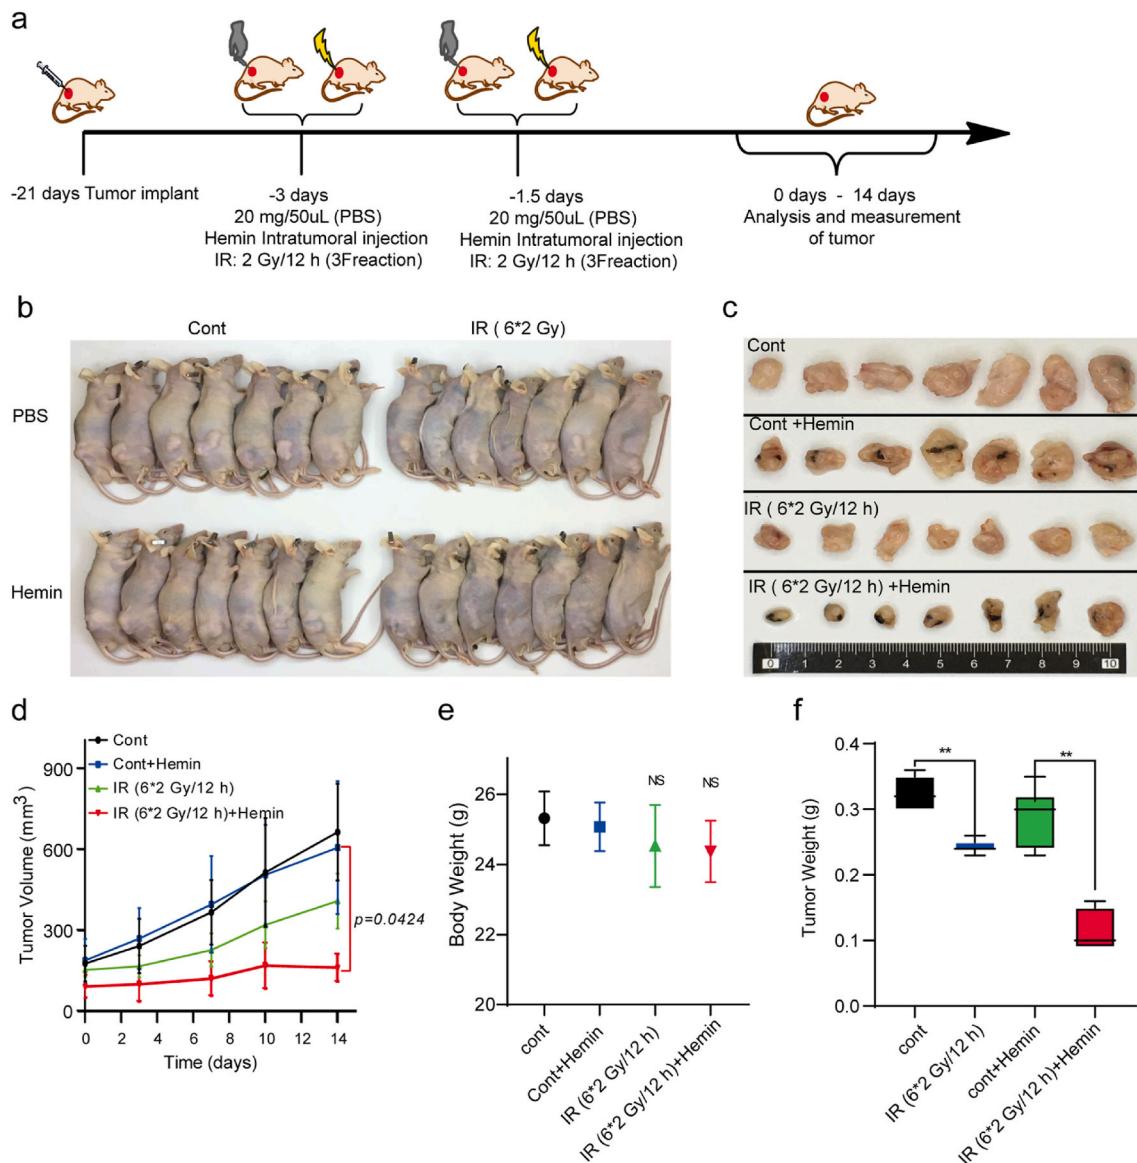 a
-21 days Tumor implant
-3 days
20 mg/50uL (PBS)
Hemin Intratumoral injection
IR: 2 Gy/12 h (3Freaction)
-1.5 days
20 mg/50uL (PBS)
Hemin Intratumoral injection
IR: 2 Gy/12 h (3Freaction)
0 days - 14 days
Analysis and measurement
of tumor
b
Cont
IR ( 6*2 Gy)
PBS
Hemin
c
Cont
Cont +Hemin
IR ( 6*2 Gy/12 h)
IR ( 6*2 Gy/12 h) +Hemin
0 1 2 3 4 5 6 7 8 9 10
d
Cont
Cont+Hemin
IR (6*2 Gy/12 h)
IR (6*2 Gy/12 h)+Hemin
Tumor Volume (mm³)
900
600
300
0
p=0.0424
0 2 4 6 8 10 12 14
Time (days)
e
Body Weight (g)
26
24
22
20
NS
NS
cont
Cont+Hemin
IR (6*2 Gy/12 h)
IR (6*2 Gy/12 h)+Hemin
f
Tumor Weight (g)
0.4
0.3
0.2
0.1
0.0
**
**
cont
IR (6*2 Gy/12 h)
cont+Hemin
IR (6*2 Gy/12 h)+Hemin